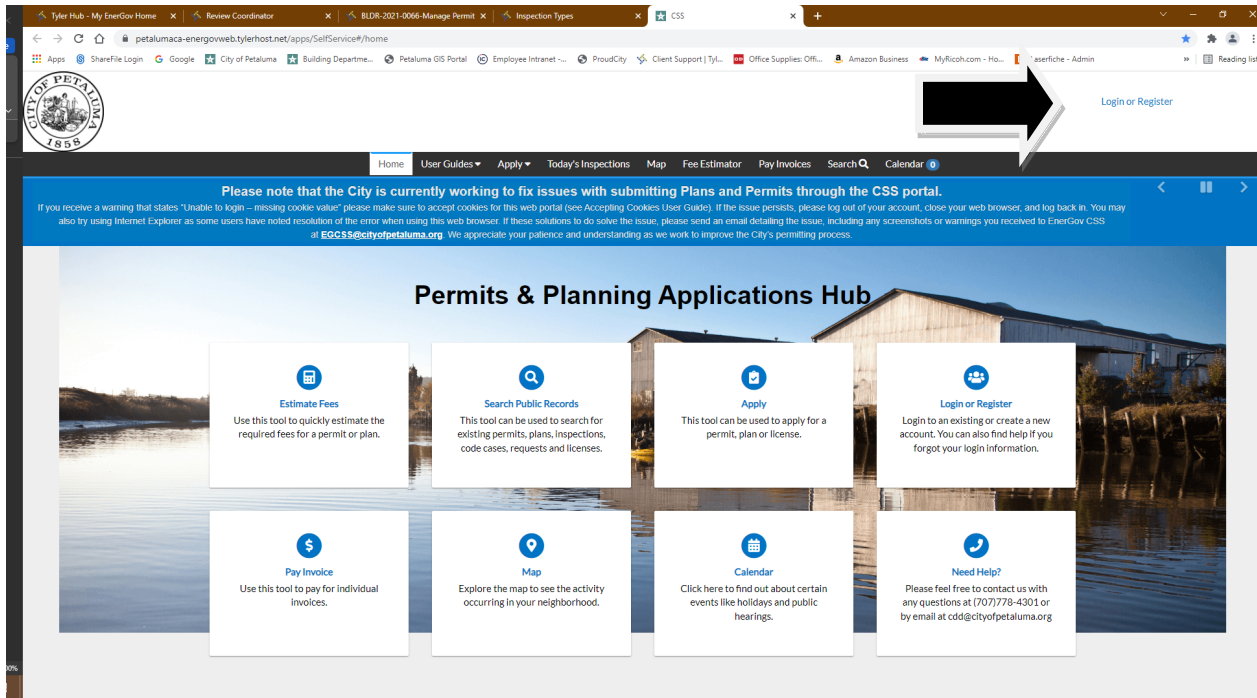 Tyler Hub - My EnerGov Home
Review Coordinator
BLDR-2021-0066-Manage Permit
Inspection Types
CSS
petalumaca-energovweb.tylerhost.net/apps/SelfService#/home
Apps ShareFile Login Google City of Petaluma Building Departme... Petaluma GIS Portal Employee Intranet -... ProudCity Client Support | Tyl... Office Supplies: Offi... Amazon Business MyRicoh.com - Ho... aserfiche - Admin » Reading list
CITY OF PETALUMA
1858
Login or Register
Home User Guides Apply Today's Inspections Map Fee Estimator Pay Invoices Search Calendar 0
Please note that the City is currently working to fix issues with submitting Plans and Permits through the CSS portal.
If you receive a warning that states "Unable to login – missing cookie value" please make sure to accept cookies for this web portal (see Accepting Cookies User Guide). If the issue persists, please log out of your account, close your web browser, and log back in. You may
also try using Internet Explorer as some users have noted resolution of the error when using this web browser. If these solutions to do solve the issue, please send an email detailing the issue, including any screenshots or warnings you received to EnerGov CSS
at EGCSS@cityofpetaluma.org. We appreciate your patience and understanding as we work to improve the City's permitting process.
Permits & Planning Applications Hub
Estimate Fees
Use this tool to quickly estimate the
required fees for a permit or plan.
Search Public Records
This tool can be used to search for
existing permits, plans, inspections,
code cases, requests and licenses.
Apply
This tool can be used to apply for a
permit, plan or license.
Login or Register
Login to an existing or create a new
account. You can also find help if you
forgot your login information.
Pay Invoice
Use this tool to pay for individual
invoices.
Map
Explore the map to see the activity
occurring in your neighborhood.
Calendar
Click here to find out about certain
events like holidays and public
hearings.
Need Help?
Please feel free to contact us with
any questions at (707)778-4301 or
by email at cdd@cityofpetaluma.org